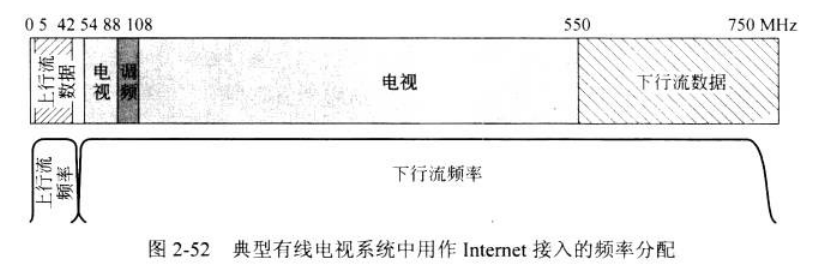 0 5 42 54 88 108 550 750 MHz
上行流数据
电视
调频
电视
下行流数据
上行流频率
下行流频率
图 2-52 典型有线电视系统中用作 Internet 接入的频率分配